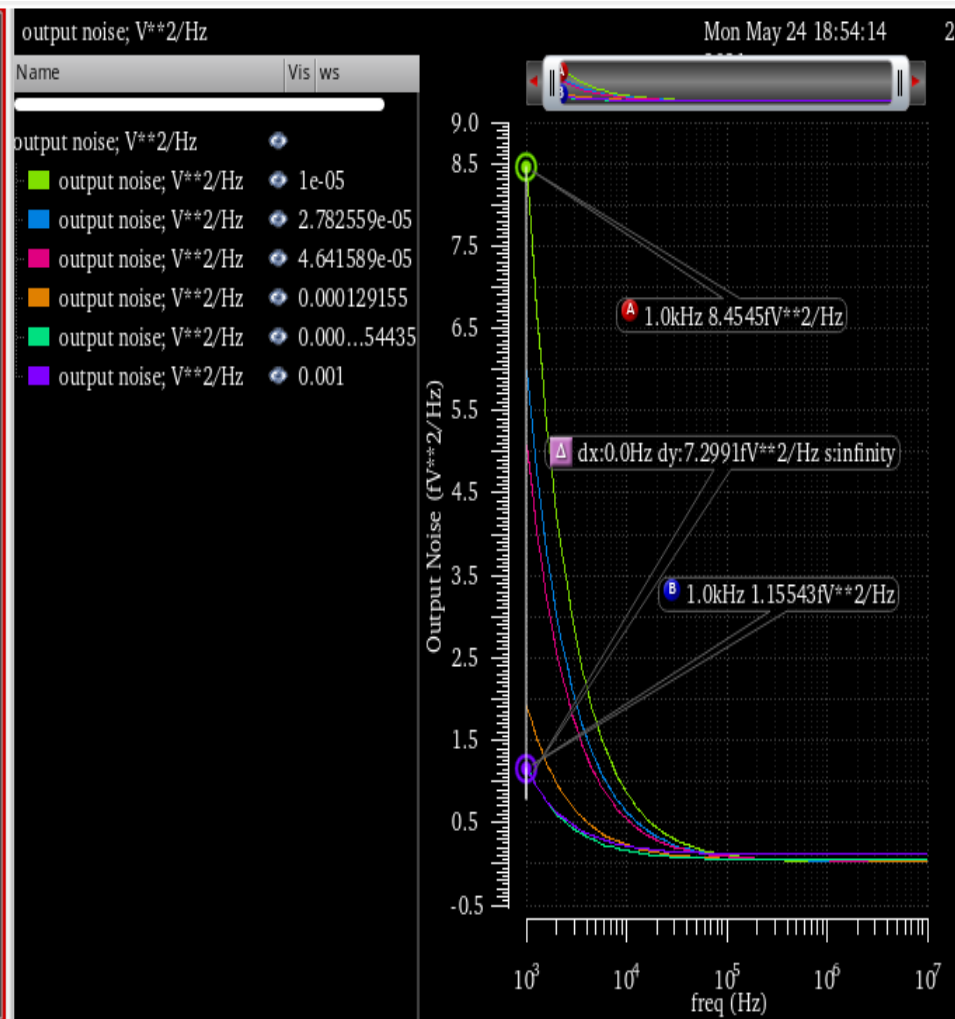 output noise; V**2/Hz
Mon May 24 18:54:14 2
Name Vis ws
output noise; V**2/Hz
output noise; V**2/Hz 1e-05
output noise; V**2/Hz 2.782559e-05
output noise; V**2/Hz 4.641589e-05
output noise; V**2/Hz 0.000129155
output noise; V**2/Hz 0.000...54435
output noise; V**2/Hz 0.001
A
B
9.0
8.5
7.5
6.5
5.5
4.5
3.5
2.5
1.5
0.5
-0.5
Output Noise (fV**2/Hz)
A 1.0kHz 8.4545fV**2/Hz
Δ dx:0.0Hz dy:7.2991fV**2/Hz s:infinity
B 1.0kHz 1.15543fV**2/Hz
10³ 10⁴ 10⁵ 10⁶ 10⁷
freq (Hz)